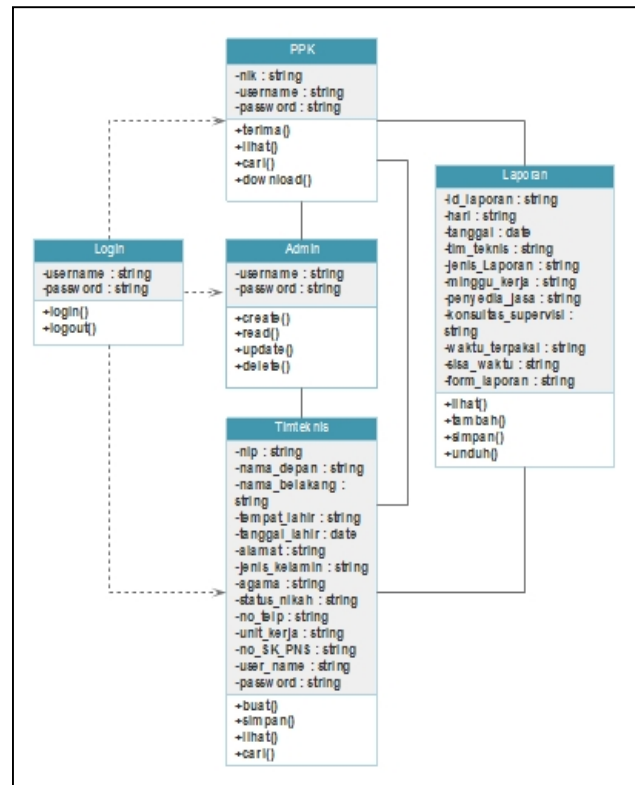 PPK
-nik : string
-username : string
-password : string
+terima()
+lihat()
+cari()
+download()
Login
-username : string
-password : string
+login()
+logout()
Admin
-username : string
-password : string
+create()
+read()
+update()
+delete()
Laporan
-id_laporan : string
-hari : string
-tanggal : date
-tim_teknis : string
-jenis_Laporan : string
-minggu_kerja : string
-penyedia_jasa : string
-konsultas_supervisi :
string
-waktu_terpakai : string
-sisa_waktu : string
-form_laporan : string
+lihat()
+tambah()
+simpan()
+unduh()
Timteknis
-nip : string
-nama_depan : string
-nama_belakang :
string
-tempat_lahir : string
-tanggal_lahir : date
-alamat : string
-jenis_kelamin : string
-agama : string
-status_nikah : string
-no_telp : string
-unit_kerja : string
-no_SK_PNS : string
-user_name : string
-password : string
+buat()
+simpan()
+lihat()
+cari()